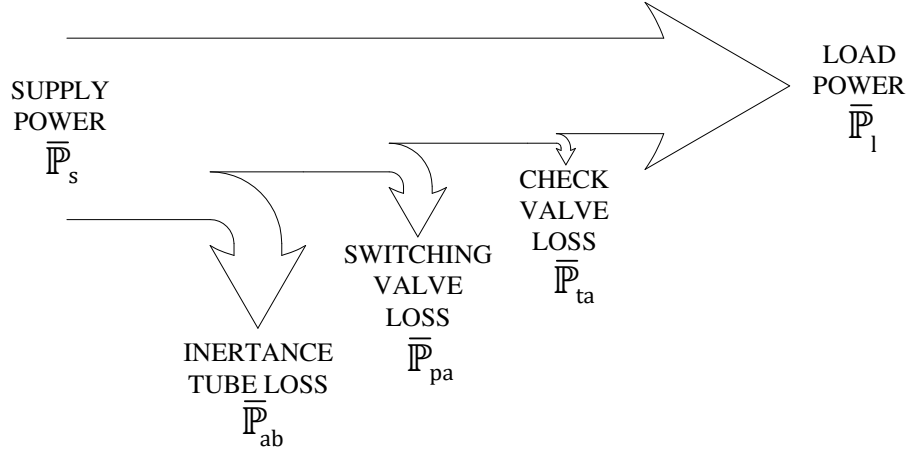 SUPPLY
POWER
ℙ̅s
INERTANCE
TUBE LOSS
ℙ̅ab
SWITCHING
VALVE
LOSS
ℙ̅pa
CHECK
VALVE
LOSS
ℙ̅ta
LOAD
POWER
ℙ̅l